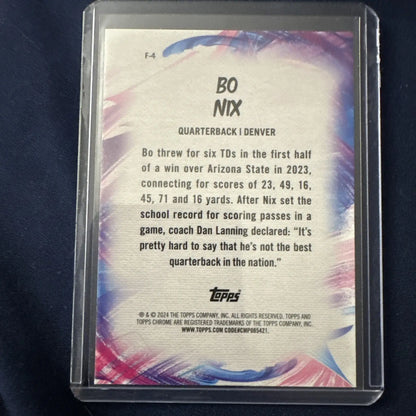 F-4
BO
NIX
QUARTERBACK | DENVER
Bo threw for six TDs in the first half
of a win over Arizona State in 2023,
connecting for scores of 23, 49, 16,
45, 71 and 16 yards. After Nix set the
school record for scoring passes in
a game, coach Dan Lanning declared: “It’s
pretty hard to say that he’s not the best
quarterback in the nation.”
TOPPS
® & © 2024 THE TOPPS COMPANY, INC. ALL RIGHTS RESERVED. TOPPS AND
TOPPS CHROME ARE REGISTERED TRADEMARKS OF THE TOPPS COMPANY, INC.
WWW.TOPPS.COM CODE#CMP085421.